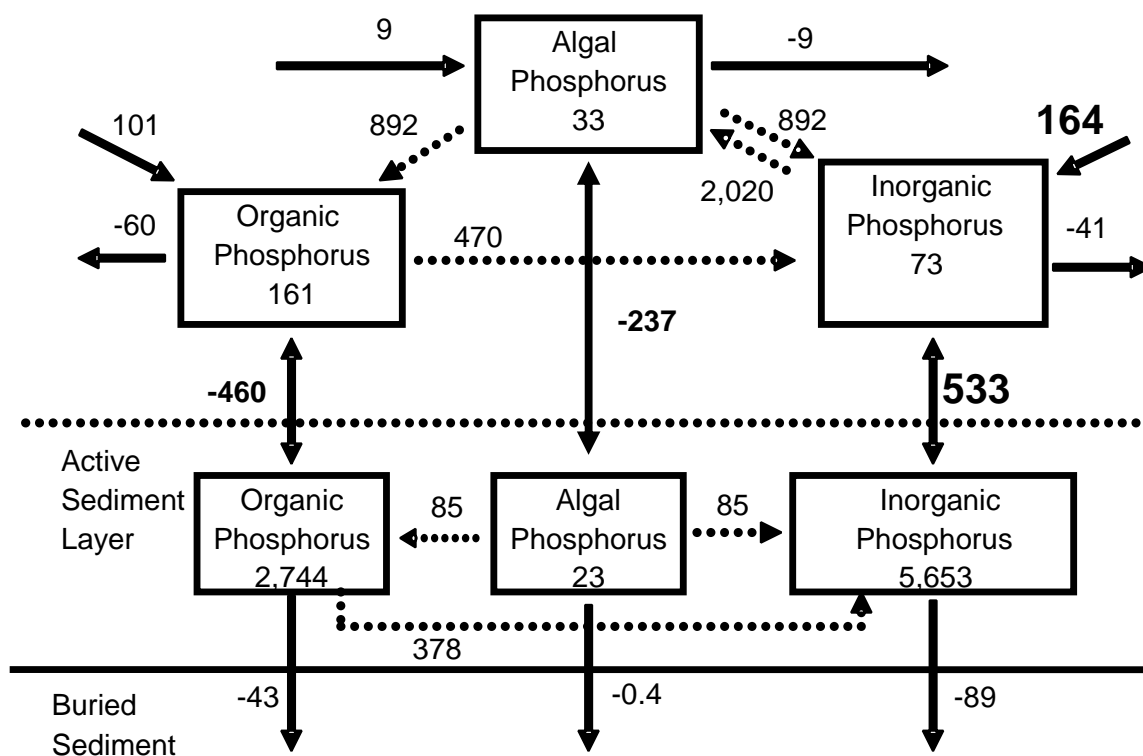 9
Algal
Phosphorus
33
-9
101
892
892
164
2,020
Organic
Phosphorus
161
-60
470
Inorganic
Phosphorus
73
-41
-237
-460
533
Active
Sediment
Layer
Organic
Phosphorus
2,744
85
Algal
Phosphorus
23
85
Inorganic
Phosphorus
5,653
378
-43
-0.4
-89
Buried
Sediment